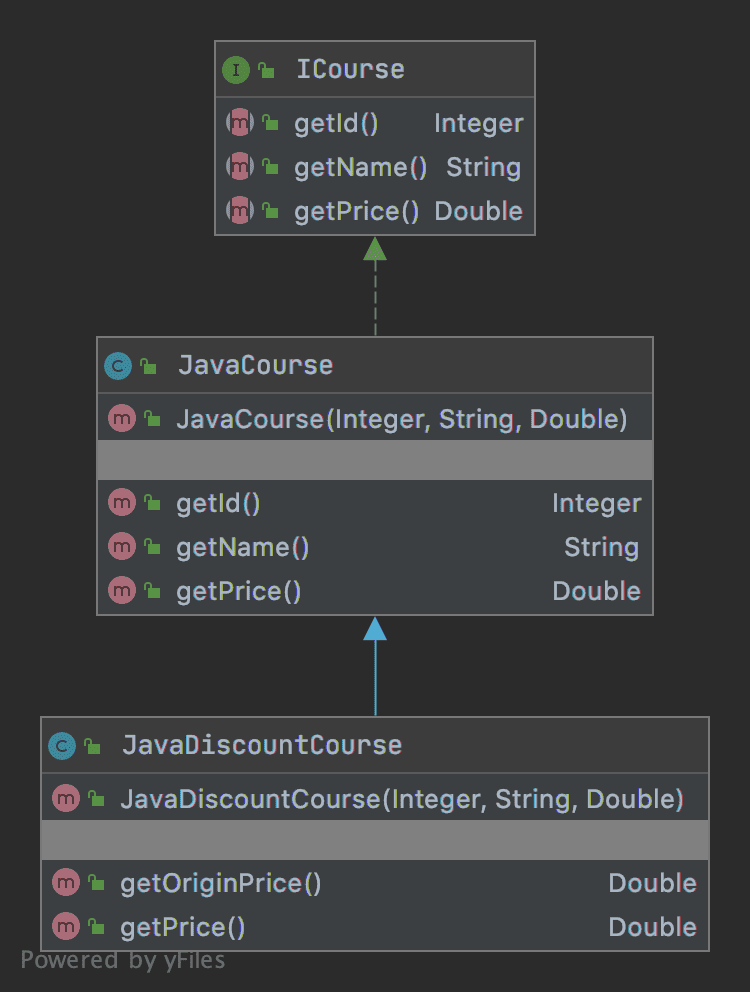 I ICourse
m getId() Integer
m getName() String
m getPrice() Double
C JavaCourse
m JavaCourse(Integer, String, Double)
m getId() Integer
m getName() String
m getPrice() Double
C JavaDiscountCourse
m JavaDiscountCourse(Integer, String, Double)
m getOriginPrice() Double
m getPrice() Double
Powered by yFiles